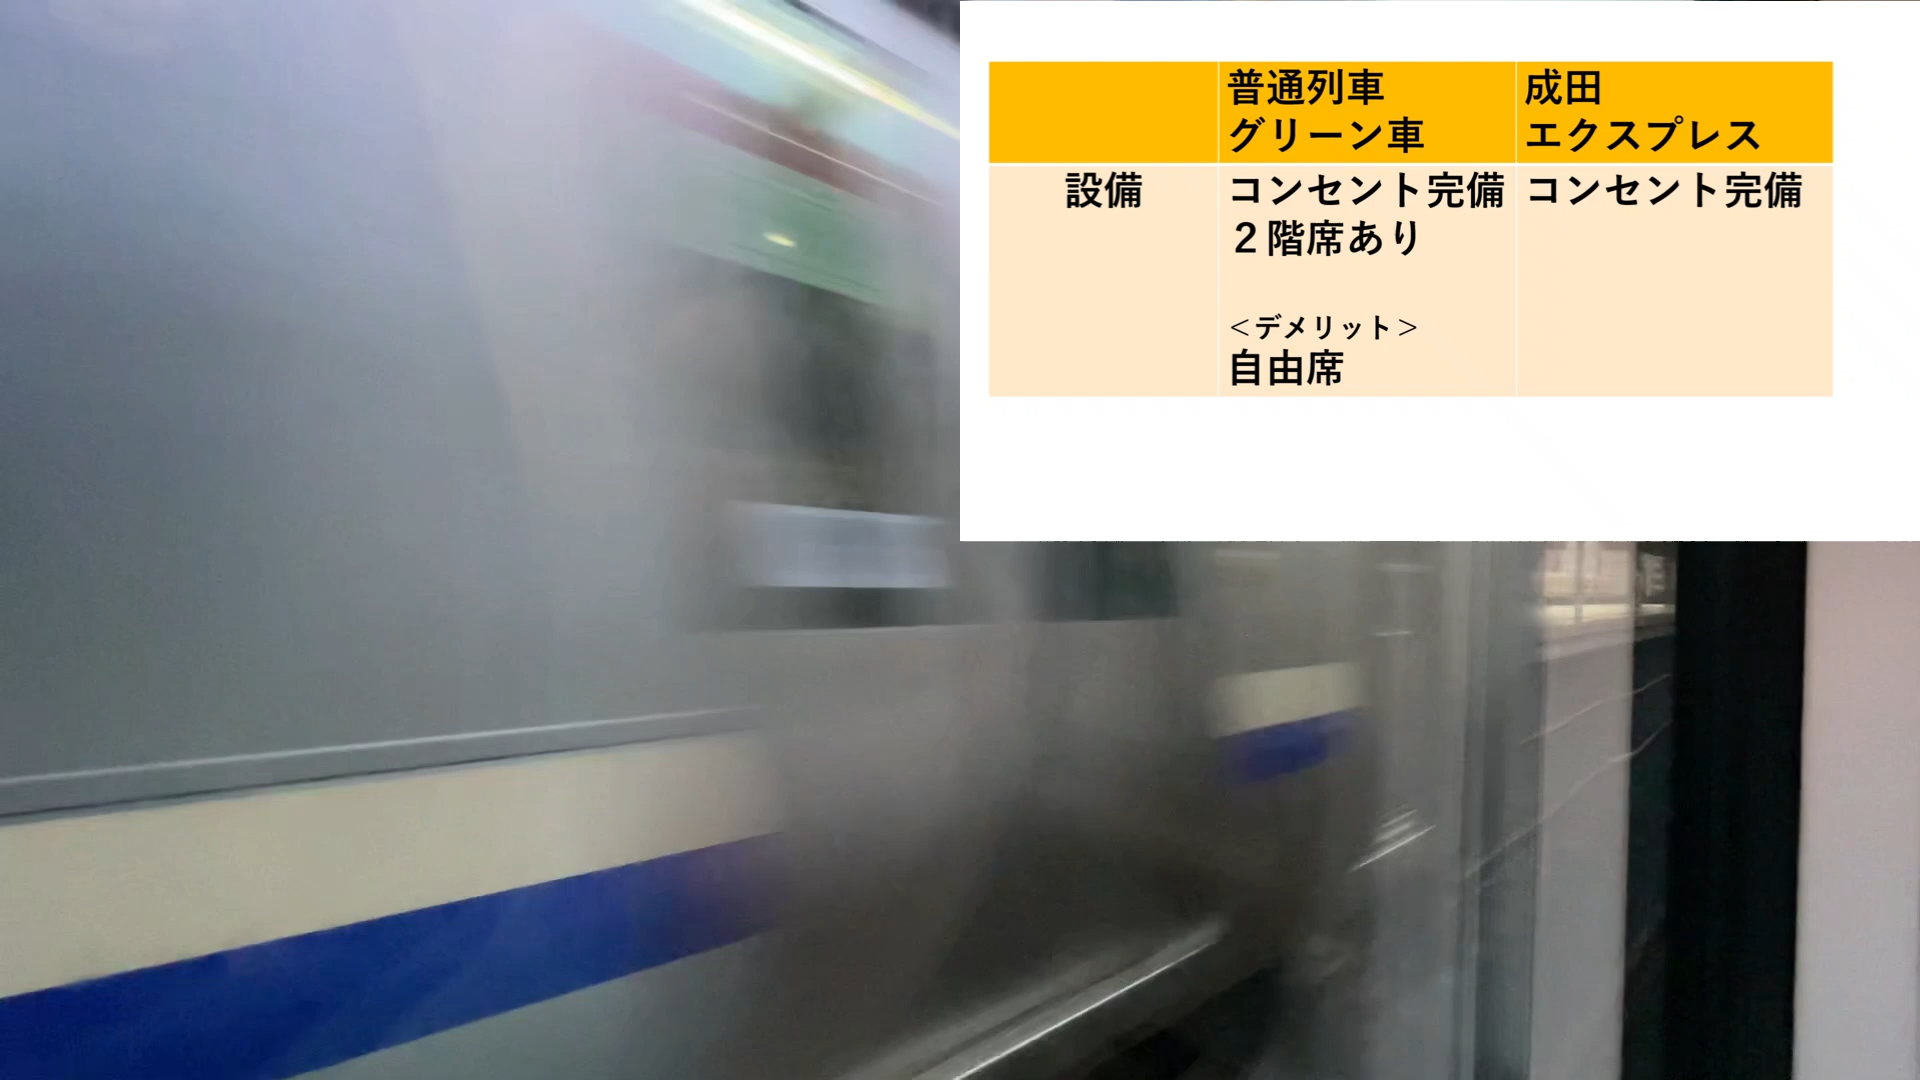 普通列車
グリーン車
成田
エクスプレス
設備
コンセント完備
２階席あり
＜デメリット＞
自由席
コンセント完備